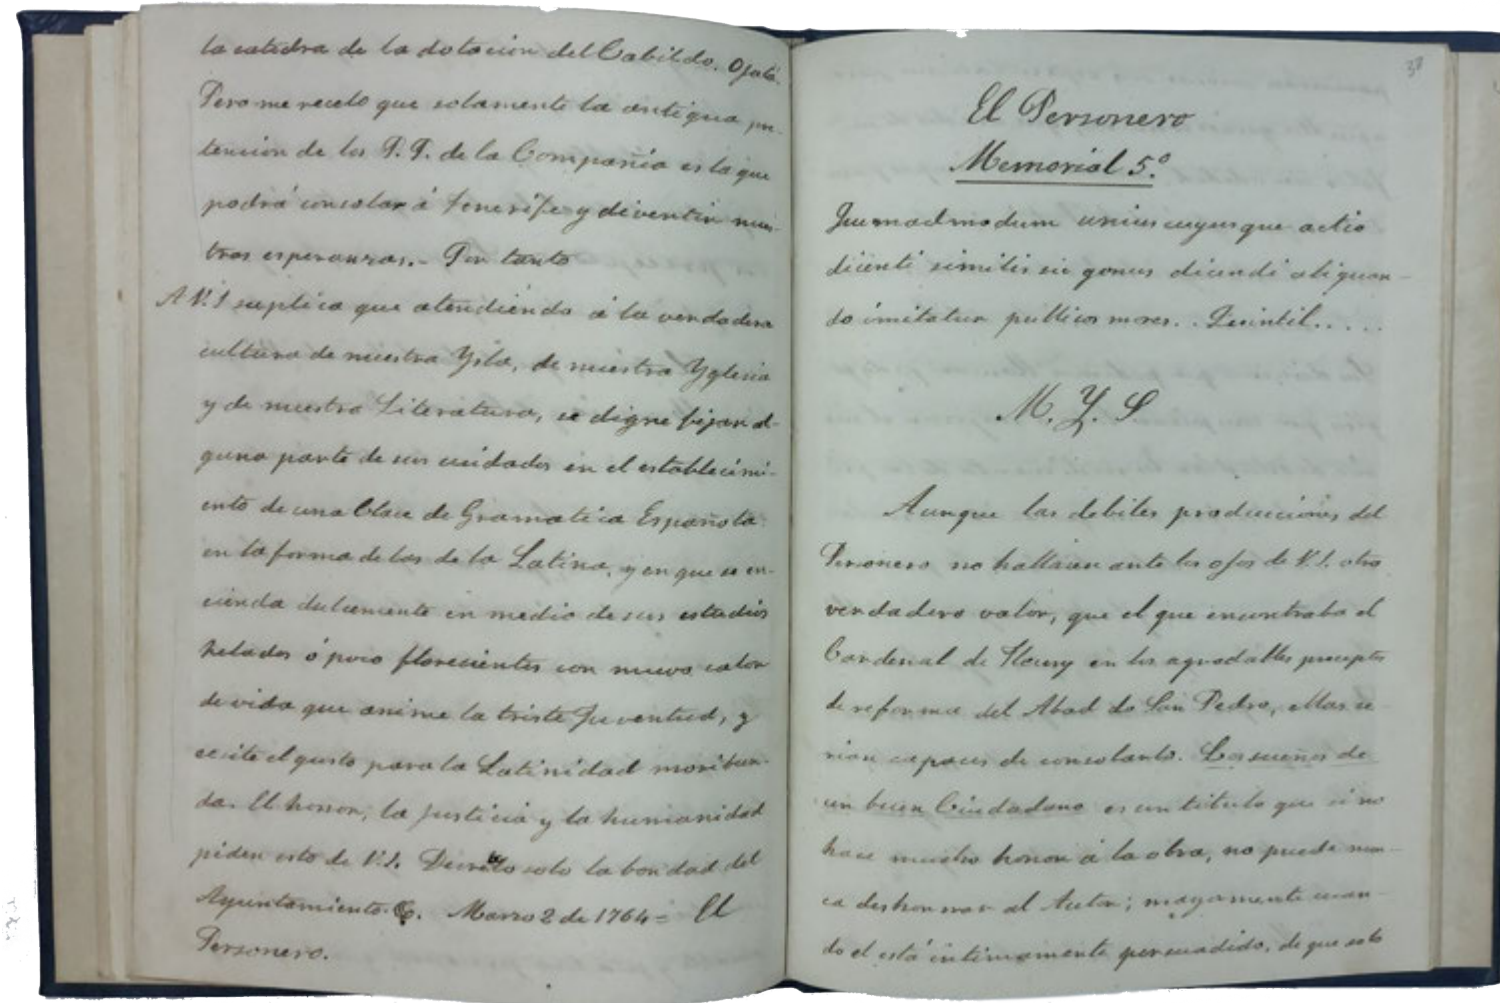 la catedra de la dotacion del Cabildo. Ojala.
Pero me recelo que solamente la antigua pre-
tencion de los P.P. de la Compañia es la que
podrá consolar á Tenerife y divertir nues-
tras esperanzas.- Por tanto
A V.S suplica que atendiendo á la verdadera
cultura de nuestra Ysla, de nuestra Yglesia
y de nuestra Literatura, se digne fijar al-
guna parte de sus cuidados en el establecimi-
ento de una Clase de Gramatica Española
en la forma de las de la Latina, y en que se en-
cienda dulcemente en medio de sus estudios
helados ó poco florecientes con nuevo calor
de vida que anime la triste Juventud, y
ecsite el gusto para la Latinidad moribun-
da. El honor, la justicia y la humanidad
piden esto de V.S. Decretelo solo la bondad del
Ayuntamiento. Marzo 2 de 1764 = El
Personero.
38
El Personero
Memorial 5.º
Quemadmodum uniuscuyusque actio
dicenti similis sic genus dicendi aliquan-
do imitatur publicos mores.. Quintil.....
M. Y. S.
Aunque las debiles producciones del
Personero no hallasen ante los ojos de V.S. otro
verdadero valor, que el que encontraba el
Cardenal de Fleury en los agradables preceptos
de reforma del Abad de San Pedro, ellas se-
rian capaces de consolarlo. Los sueños de
un buen Ciudadano es un titulo que si no
hace mucho honor á la obra, no puede nun-
ca deshonrar al Autor; mayormente cuan-
do el está intimamente persuadido, de que solo